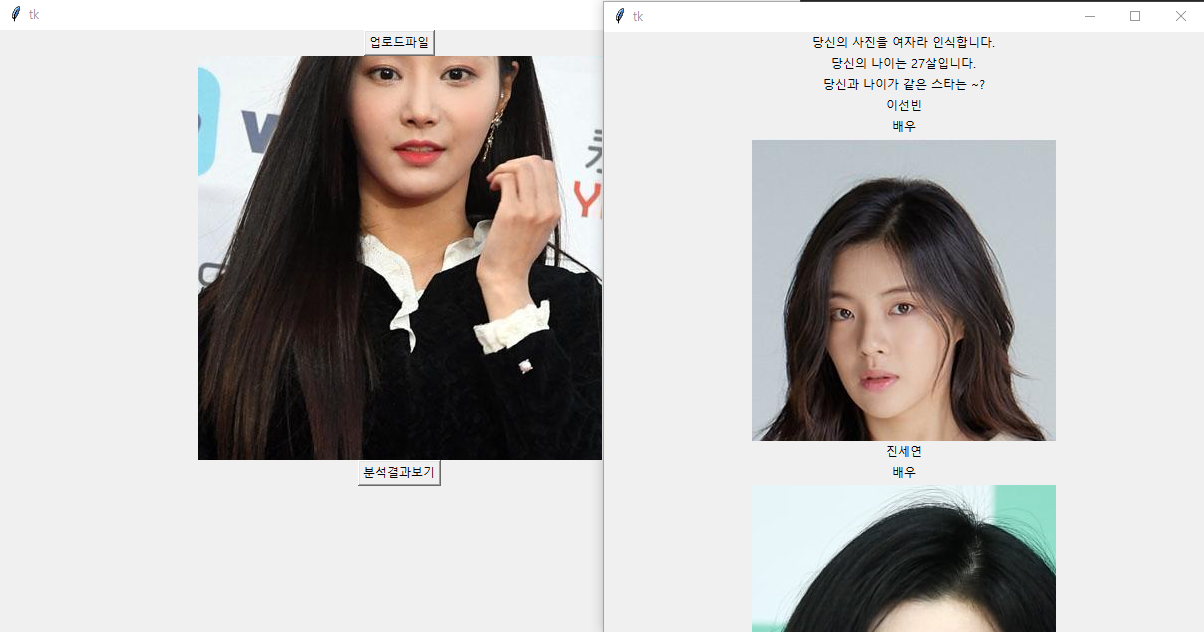 tk
업로드파일
분석결과보기
tk
당신의 사진을 여자라 인식합니다.
당신의 나이는 27살입니다.
당신과 나이가 같은 스타는 ~?
이선빈
배우
진세연
배우